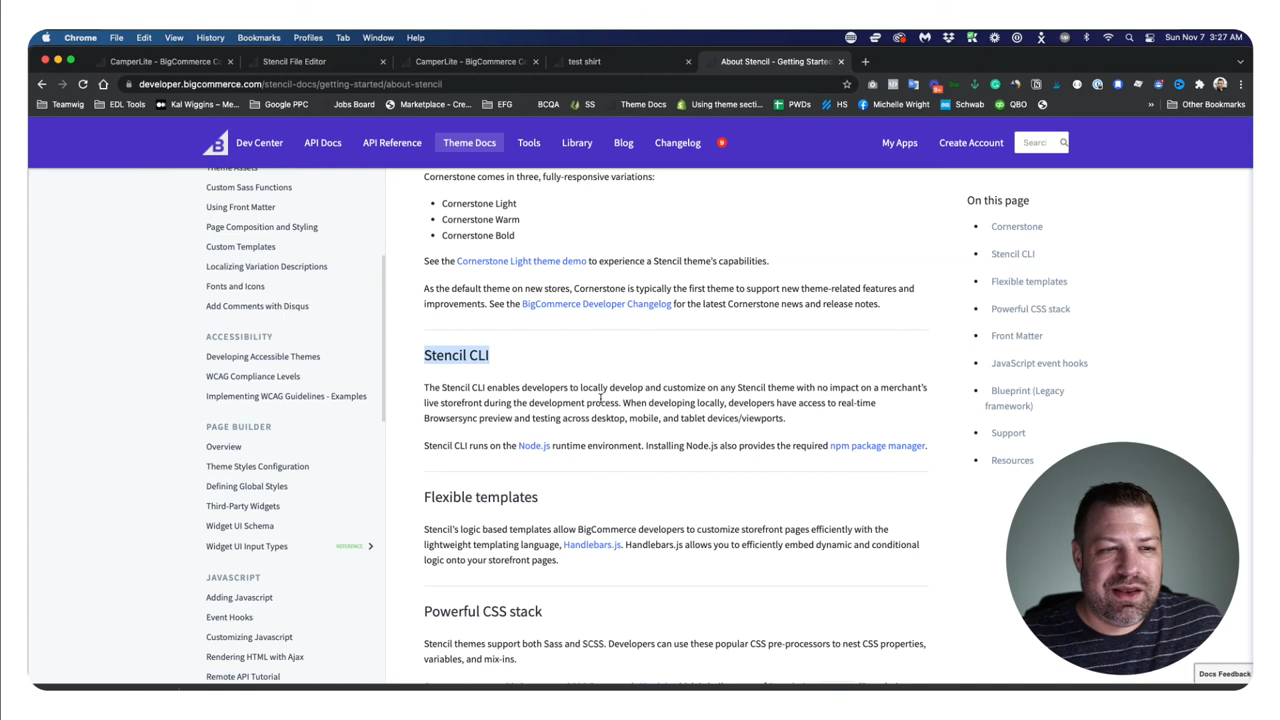 Chrome File Edit View History Bookmarks Profiles Tab Window Help
Sun Nov 7 3:27 AM
CamperLite - BigCommerce Co
Stencil File Editor
CamperLite - BigCommerce Co
test shirt
About Stencil - Getting Started
developer.bigcommerce.com/stencil-docs/getting-started/about-stencil
Teamwig
EDL Tools
Kal Wiggins – Me...
Google PPC
Jobs Board
Marketplace – Cre...
EFG
BCQA
SS
Theme Docs
Using theme secti...
PWDs
HS
Michelle Wright
Schwab
QBO
Other Bookmarks
Dev Center
API Docs
API Reference
Theme Docs
Tools
Library
Blog
Changelog
9
My Apps
Create Account
Search
Theme Assets
Custom Sass Functions
Using Front Matter
Page Composition and Styling
Custom Templates
Localizing Variation Descriptions
Fonts and Icons
Add Comments with Disqus
ACCESSIBILITY
Developing Accessible Themes
WCAG Compliance Levels
Implementing WCAG Guidelines - Examples
PAGE BUILDER
Overview
Theme Styles Configuration
Defining Global Styles
Third-Party Widgets
Widget UI Schema
Widget UI Input Types
REFERENCE
JAVASCRIPT
Adding Javascript
Event Hooks
Customizing Javascript
Rendering HTML with Ajax
Remote API Tutorial
Cornerstone comes in three, fully-responsive variations:
Cornerstone Light
Cornerstone Warm
Cornerstone Bold
See the Cornerstone Light theme demo to experience a Stencil theme's capabilities.
As the default theme on new stores, Cornerstone is typically the first theme to support new theme-related features and
improvements. See the BigCommerce Developer Changelog for the latest Cornerstone news and release notes.
Stencil CLI
The Stencil CLI enables developers to locally develop and customize on any Stencil theme with no impact on a merchant's
live storefront during the development process. When developing locally, developers have access to real-time
Browsersync preview and testing across desktop, mobile, and tablet devices/viewports.
Stencil CLI runs on the Node.js runtime environment. Installing Node.js also provides the required npm package manager.
Flexible templates
Stencil's logic based templates allow BigCommerce developers to customize storefront pages efficiently with the
lightweight templating language, Handlebars.js. Handlebars.js allows you to efficiently embed dynamic and conditional
logic onto your storefront pages.
Powerful CSS stack
Stencil themes support both Sass and SCSS. Developers can use these popular CSS pre-processors to nest CSS properties,
variables, and mix-ins.
On this page
Cornerstone
Stencil CLI
Flexible templates
Powerful CSS stack
Front Matter
JavaScript event hooks
Blueprint (Legacy
framework)
Support
Resources
Docs Feedback